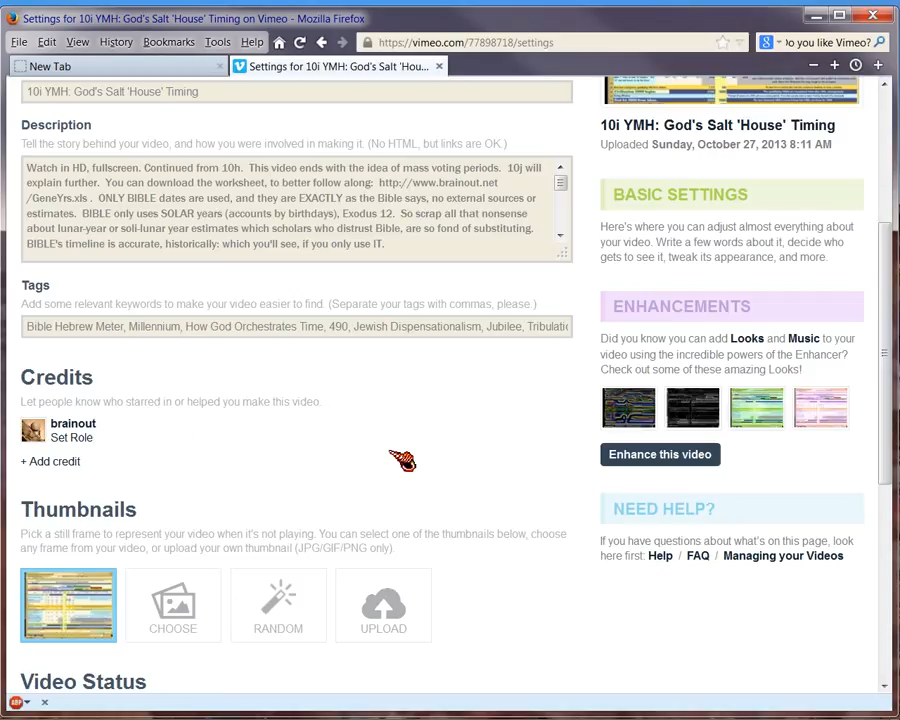 Settings for 10i YMH: God's Salt 'House' Timing on Vimeo - Mozilla Firefox
File Edit View History Bookmarks Tools Help
https://vimeo.com/77898718/settings
you like Vimeo?
New Tab
Settings for 10i YMH: God's Salt 'Hou...
10i YMH: God's Salt 'House' Timing
Description
Tell the story behind your video, and how you were involved in making it. (No HTML, but links are OK.)
Watch in HD, fullscreen. Continued from 10h. This video ends with the idea of mass voting periods. 10j will
explain further. You can download the worksheet, to better follow along: http://www.brainout.net
/GeneYrs.xls . ONLY BIBLE dates are used, and they are EXACTLY as the Bible says, no external sources or
estimates. BIBLE only uses SOLAR years (accounts by birthdays), Exodus 12. So scrap all that nonsense
about lunar-year or soli-lunar year estimates which scholars who distrust Bible, are so fond of substituting.
BIBLE's timeline is accurate, historically: which you'll see, if you only use IT.
Tags
Add some relevant keywords to make your video easier to find. (Separate your tags with commas, please.)
Bible Hebrew Meter, Millennium, How God Orchestrates Time, 490, Jewish Dispensationalism, Jubilee, Tribulatio
Credits
Let people know who starred in or helped you make this video.
brainout
Set Role
+ Add credit
Thumbnails
Pick a still frame to represent your video when it's not playing. You can select one of the thumbnails below, choose
any frame from your video, or upload your own thumbnail (JPG/GIF/PNG only).
CHOOSE
RANDOM
UPLOAD
Video Status
10i YMH: God's Salt 'House' Timing
Uploaded Sunday, October 27, 2013 8:11 AM
BASIC SETTINGS
Here's where you can adjust almost everything about
your video. Write a few words about it, decide who
gets to see it, tweak its appearance, and more.
ENHANCEMENTS
Did you know you can add Looks and Music to your
video using the incredible powers of the Enhancer?
Check out some of these amazing Looks!
Enhance this video
NEED HELP?
If you have questions about what's on this page, look
here first: Help / FAQ / Managing your Videos
ABP